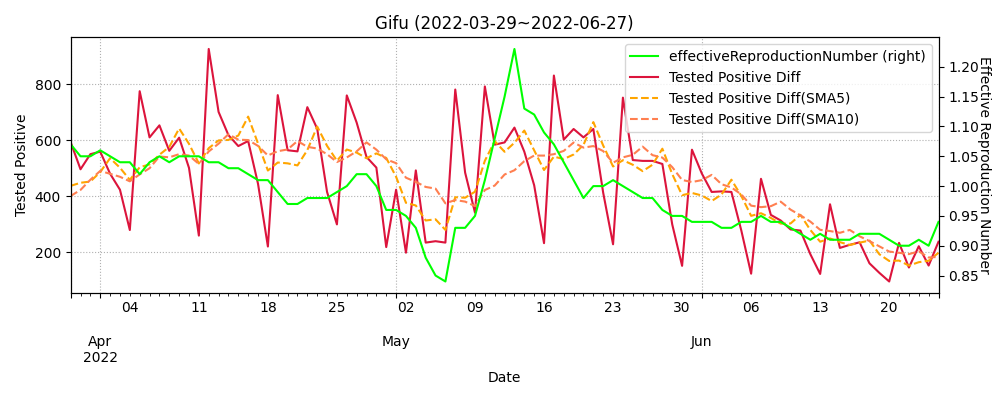 Gifu (2022-03-29~2022-06-27)
effectiveReproductionNumber (right)
Tested Positive Diff
Tested Positive Diff(SMA5)
Tested Positive Diff(SMA10)
Tested Positive
800
600
400
200
1.20
1.15
1.10
1.05
1.00
0.95
0.90
0.85
Effective Reproduction Number
04 11 18 25 02 09 16 23 30 06 13 20
Apr May Jun
2022
Date